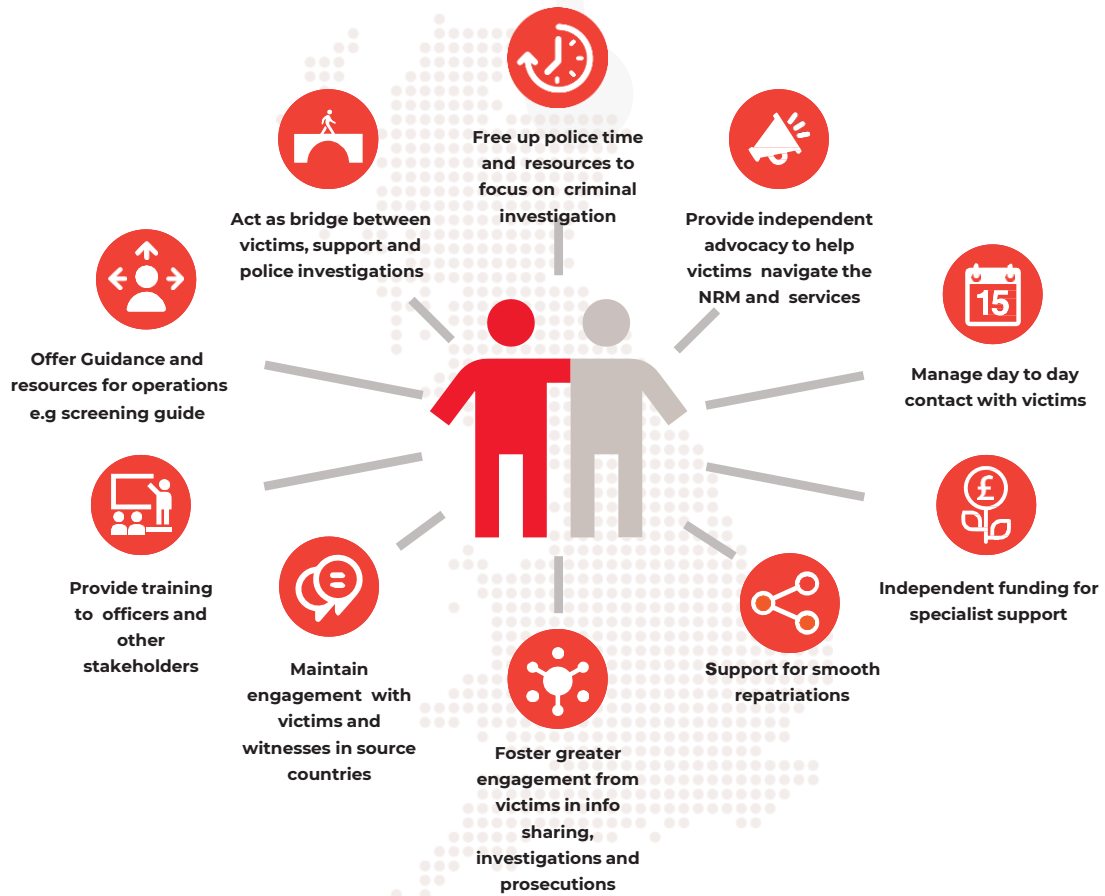 Free up police time
and resources to
focus on criminal
investigation
Act as bridge between
victims, support and
police investigations
Provide independent
advocacy to help
victims navigate the
NRM and services
Offer Guidance and
resources for operations
e.g screening guide
15
Manage day to day
contact with victims
Provide training
to officers and
other
stakeholders
£
Independent funding for
specialist support
Maintain
engagement with
victims and
witnesses in source
countries
Support for smooth
repatriations
Foster greater
engagement from
victims in info
sharing,
investigations and
prosecutions